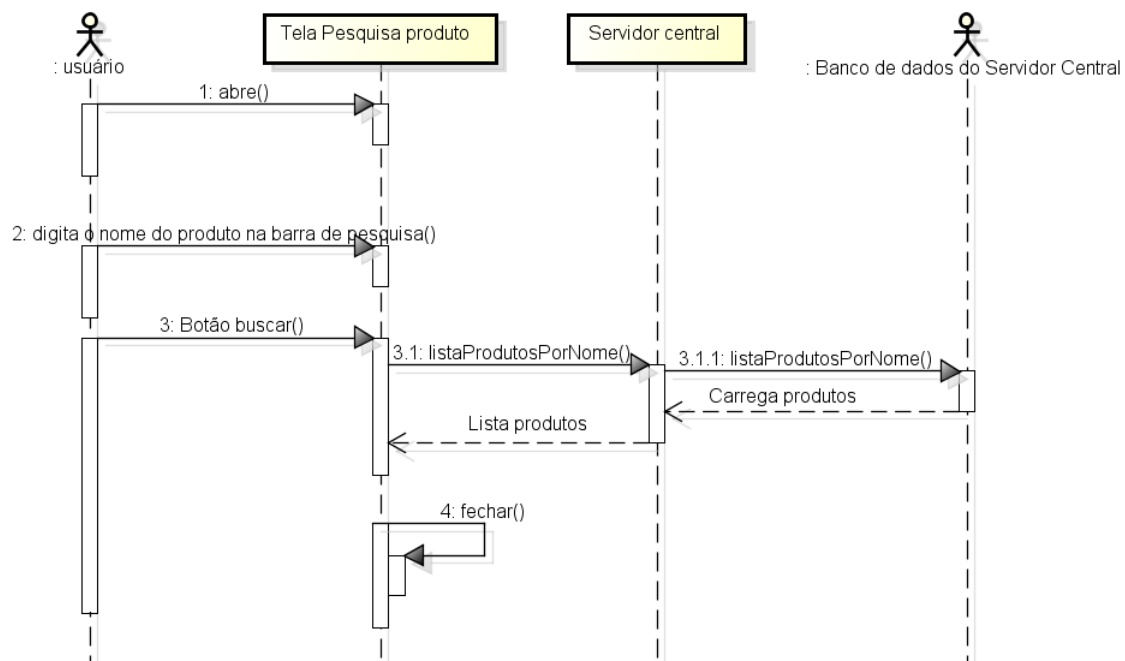 Tela Pesquisa produto
Servidor central
: usuário
: Banco de dados do Servidor Central
1: abre()
2: digita o nome do produto na barra de pesquisa()
3: Botão buscar()
3.1: listaProdutosPorNome()
3.1.1: listaProdutosPorNome()
Carrega produtos
Lista produtos
4: fechar()